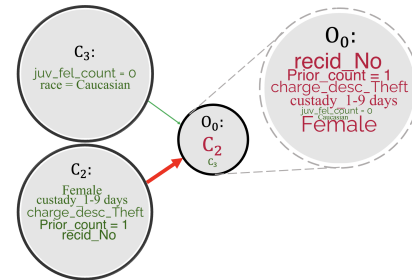 C₃:
juv_fel_count = 0
race = Caucasian
C₂:
Female
custady_1-9 days
charge_desc_Theft
Prior_count = 1
recid_No
O₀:
C₂
C₃
O₀:
recid_No
Prior_count = 1
charge_desc_Theft
custady_1-9 days
juv_fel_count = 0
Caucasian
Female